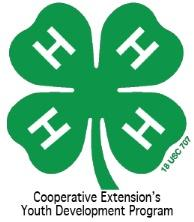 H H
H H
18 USC 707
Cooperative Extension's
Youth Development Program